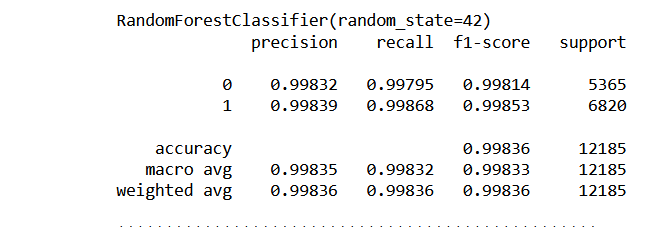 RandomForestClassifier(random_state=42)
precision recall f1-score support
0 0.99832 0.99795 0.99814 5365
1 0.99839 0.99868 0.99853 6820
accuracy 0.99836 12185
macro avg 0.99835 0.99832 0.99833 12185
weighted avg 0.99836 0.99836 0.99836 12185